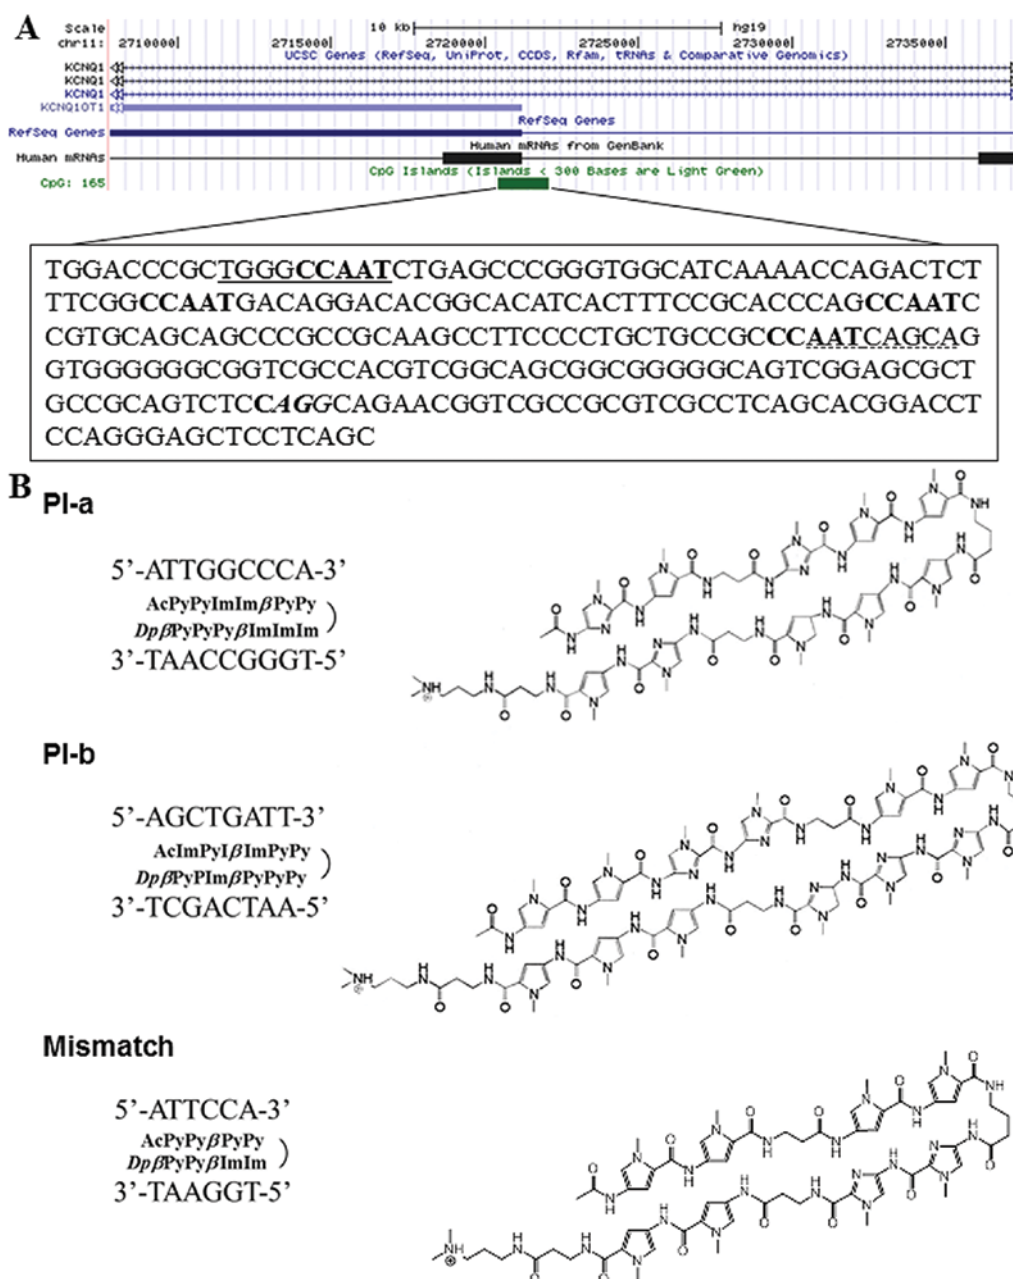 A
Scale
10 kb
hg19
chr11:
2710000|
2715000|
2720000|
2725000|
2730000|
2735000|
UCSC Genes (RefSeq, UniProt, CCDS, Rfam, tRNAs & Comparative Genomics)
KCNQ1
KCNQ1
KCNQ1
KCNQ1OT1
RefSeq Genes
RefSeq Genes
Human mRNAs from GenBank
Human mRNAs
CpG Islands (Islands < 300 Bases are Light Green)
CpG: 165
TGGACCCGCTGGGCCAATCTGAGCCCGGGTGGCATCAAAACCAGACTCT
TTCGGCCAATGACAGGACACGGCACATCACTTTCCGCACCCAGCCAATC
CGTGCAGCAGCCCGCCGCAAGCCTTCCCCTGCTGCCGCCCAATCAGCAG
GTGGGGGGCGGTCGCCACGTCGGCAGCGGCGGGGGCAGTCGGAGCGCT
GCCGCAGTCTCCAGGCAGAACGGTCGCCGCGTCGCCTCAGCACGGACCT
CCAGGGAGCTCCTCAGC
B
PI-a
5'-ATTGGCCCA-3'
AcPyPyImImβPyPy
DpβPyPyPyβImImIm
3'-TAACCGGGT-5'
PI-b
5'-AGCTGATT-3'
AcImPyIβImPyPy
DpβPyPImβPyPyPy
3'-TCGACTAA-5'
Mismatch
5'-ATTCCA-3'
AcPyPyβPyPy
DpβPyPyβImIm
3'-TAAGGT-5'